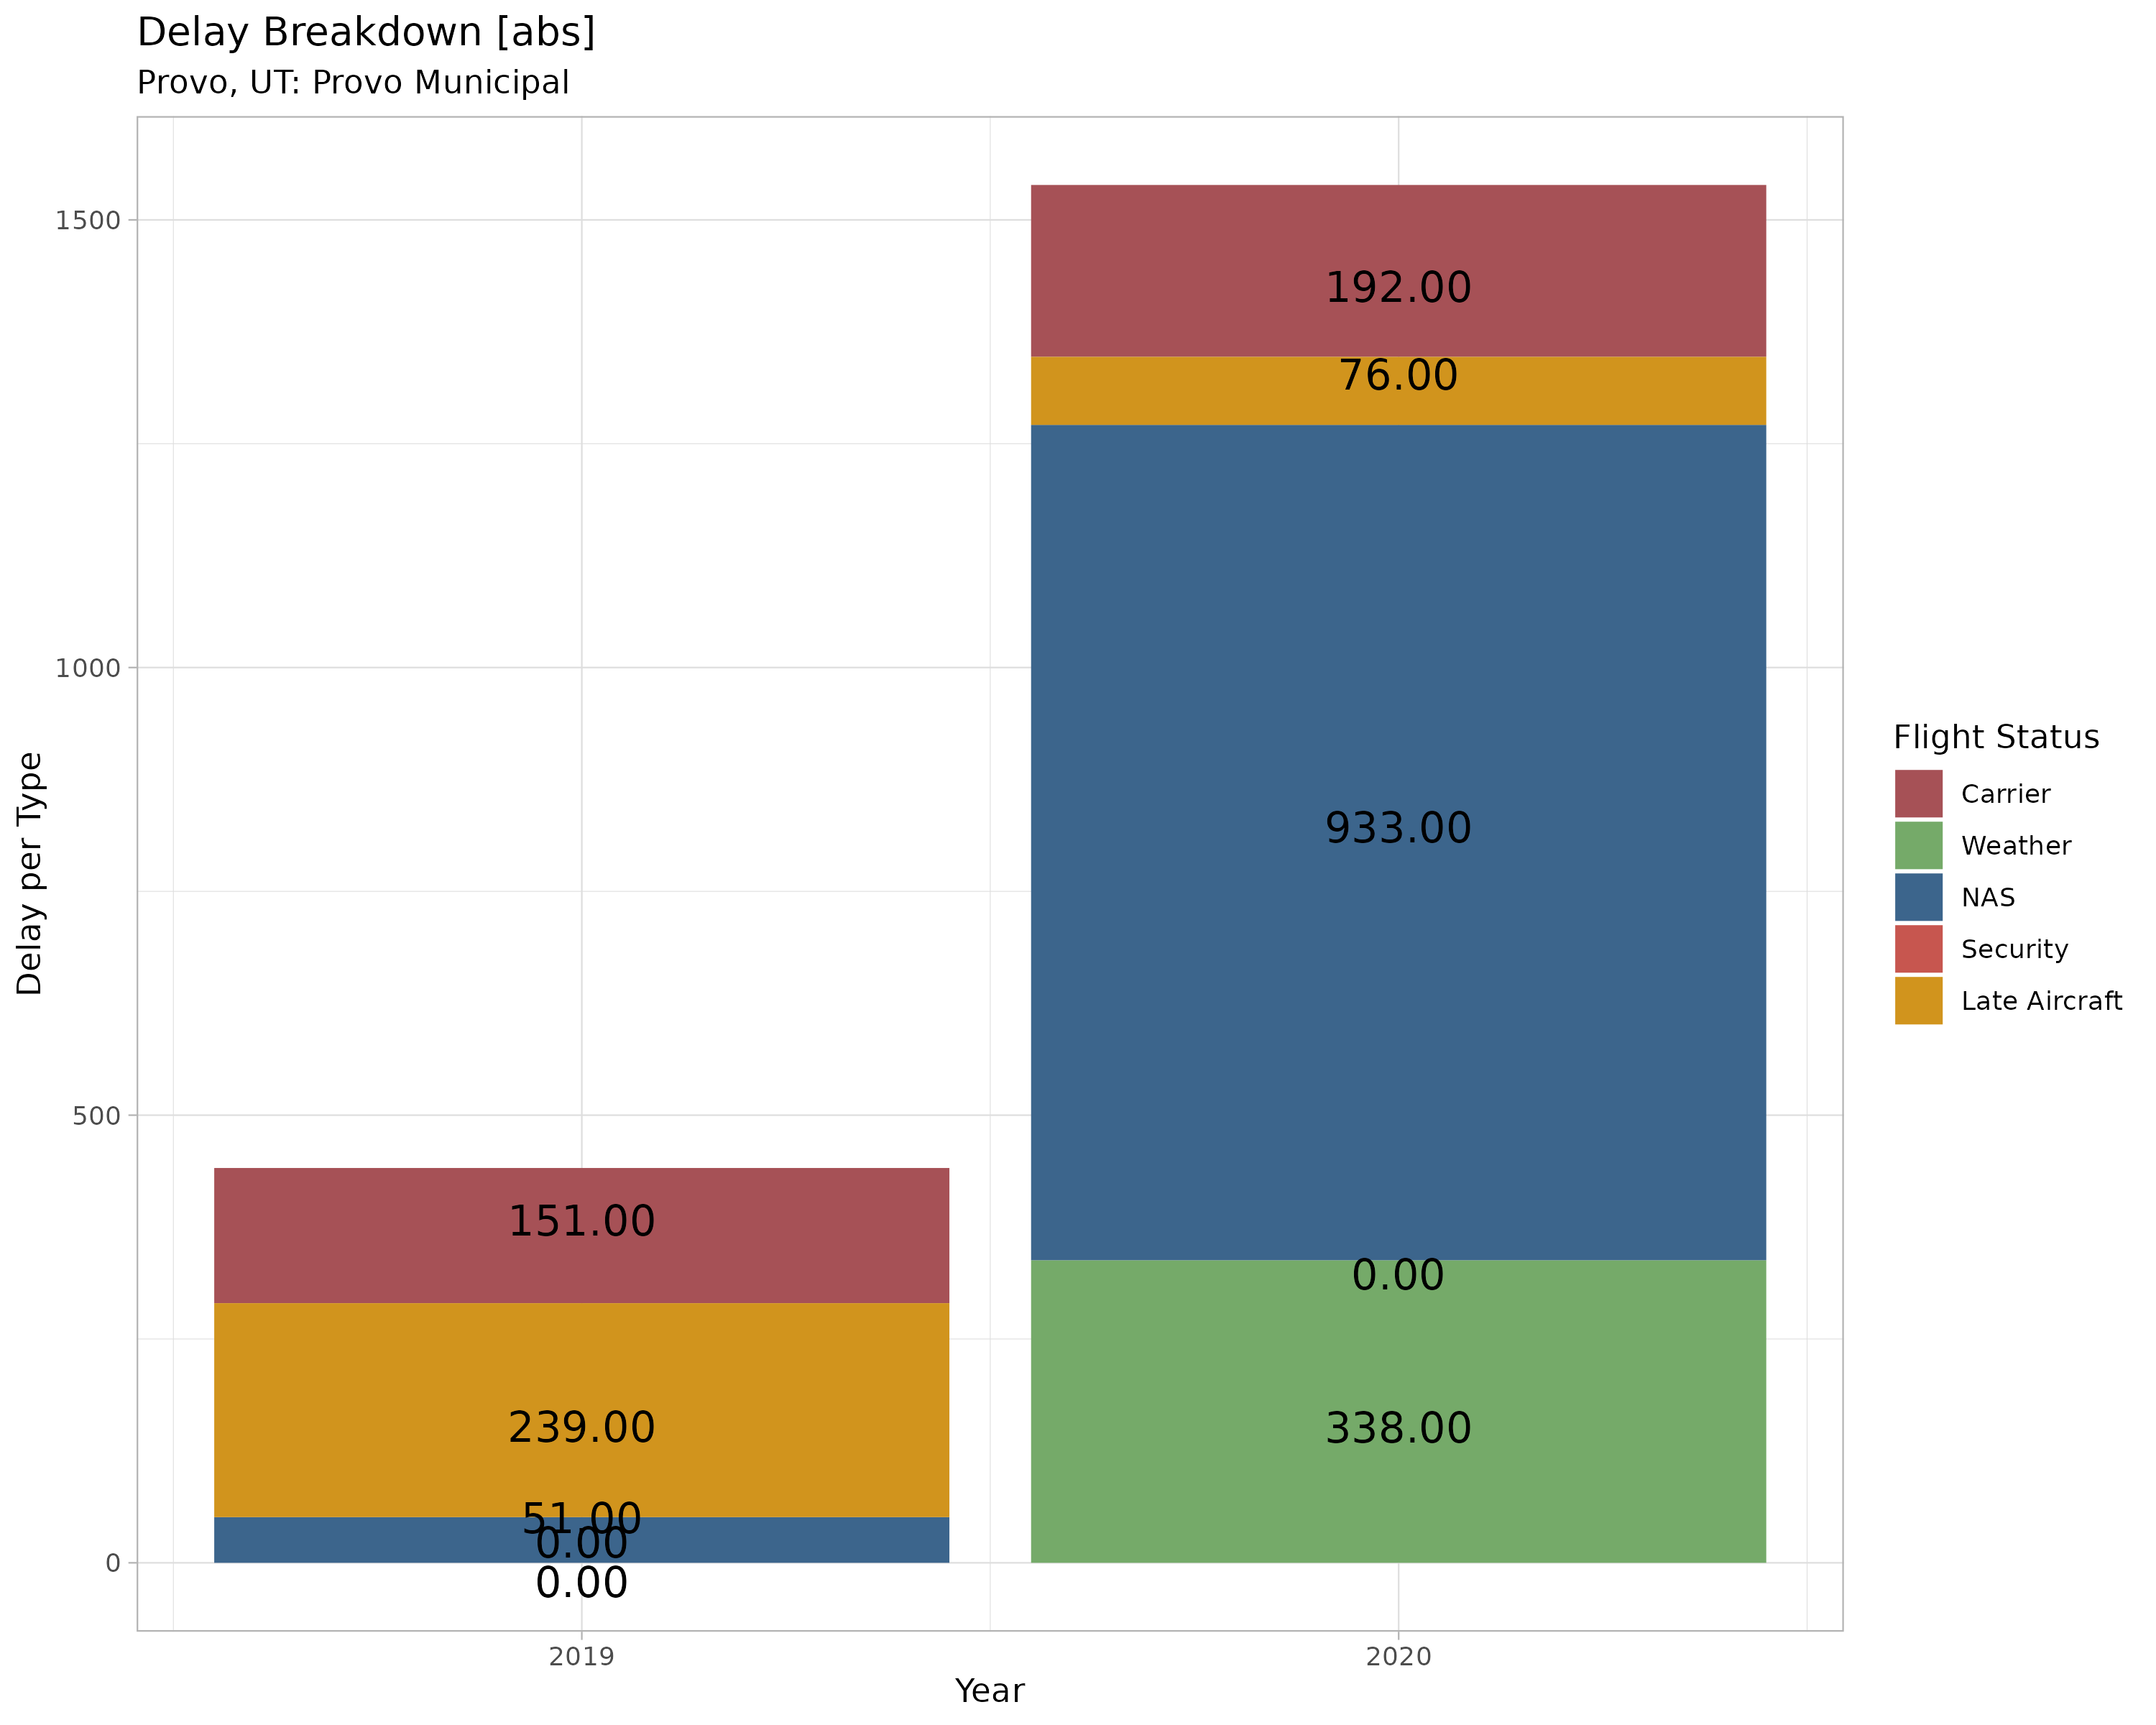 Delay Breakdown [abs]
Provo, UT: Provo Municipal
1500
1000
500
0
Delay per Type
192.00
76.00
933.00
0.00
338.00
151.00
239.00
51.00
0.00
0.00
2019
2020
Year
Flight Status
Carrier
Weather
NAS
Security
Late Aircraft